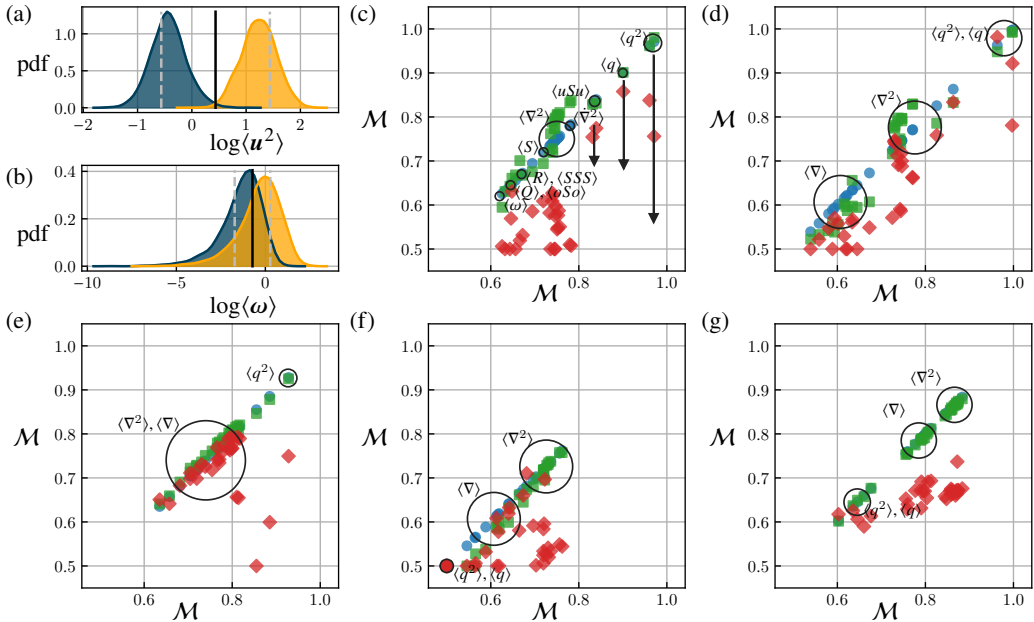 (a)
pdf
1.0
0.5
0.0
−2
−1
0
1
2
log⟨u²⟩
(b)
pdf
0.4
0.2
0.0
−10
−5
0
log⟨ω⟩
(c)
ℳ
1.0
0.9
0.8
0.7
0.6
0.5
⟨q²⟩
⟨q⟩
⟨uSu⟩
⟨∇²⟩
⟨∇̇²⟩
⟨S⟩
⟨R⟩, ⟨SSS⟩
⟨Q⟩, ⟨oSo⟩
⟨ω⟩
0.6
0.8
1.0
ℳ
(d)
1.0
0.9
0.8
0.7
0.6
0.5
⟨q²⟩, ⟨q⟩
⟨∇²⟩
⟨∇⟩
0.6
0.8
1.0
ℳ
(e)
ℳ
1.0
0.9
0.8
0.7
0.6
0.5
⟨q²⟩
⟨∇²⟩, ⟨∇⟩
0.6
0.8
1.0
ℳ
(f)
ℳ
1.0
0.9
0.8
0.7
0.6
0.5
⟨∇²⟩
⟨∇⟩
⟨q²⟩, ⟨q⟩
0.6
0.8
1.0
ℳ
(g)
ℳ
1.0
0.9
0.8
0.7
0.6
0.5
⟨∇²⟩
⟨∇⟩
⟨q²⟩, ⟨q⟩
0.6
0.8
1.0
ℳ